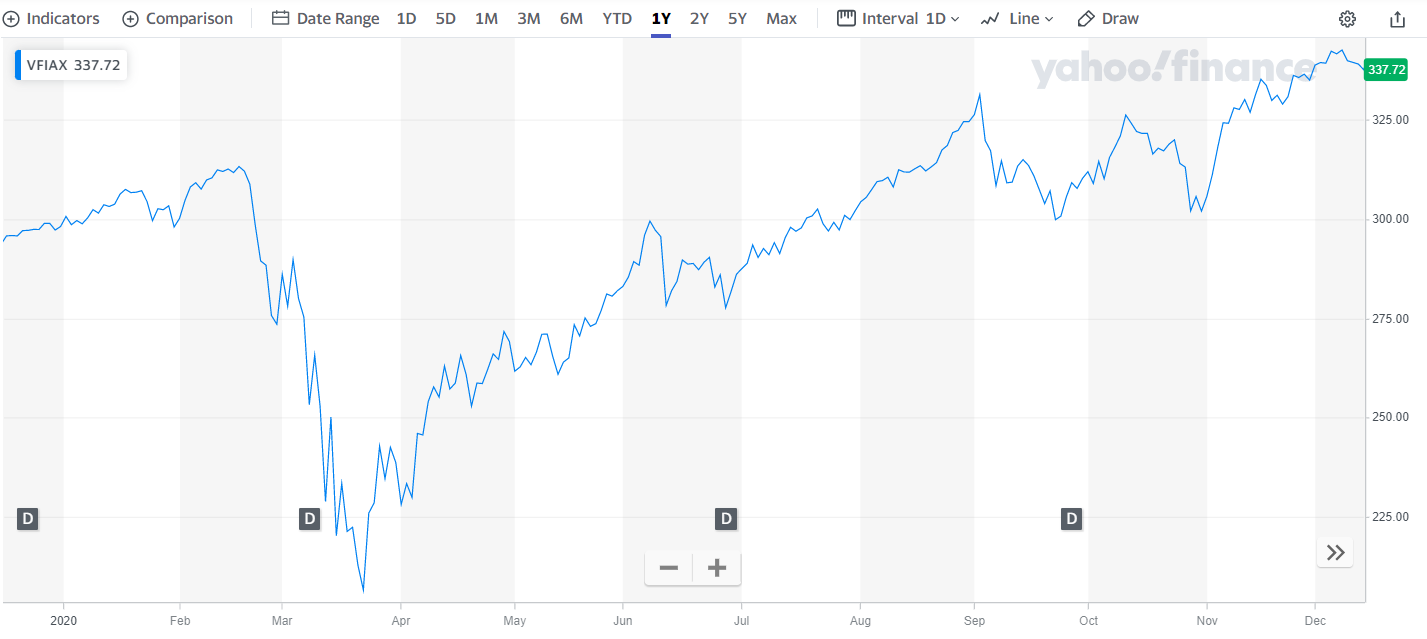 Indicators Comparison Date Range 1D 5D 1M 3M 6M YTD 1Y 2Y 5Y Max Interval 1D Line Draw
VFIAX 337.72
yahoo!finance
337.72
325.00
300.00
275.00
250.00
D D D D
225.00
2020 Feb Mar Apr May Jun Jul Aug Sep Oct Nov Dec